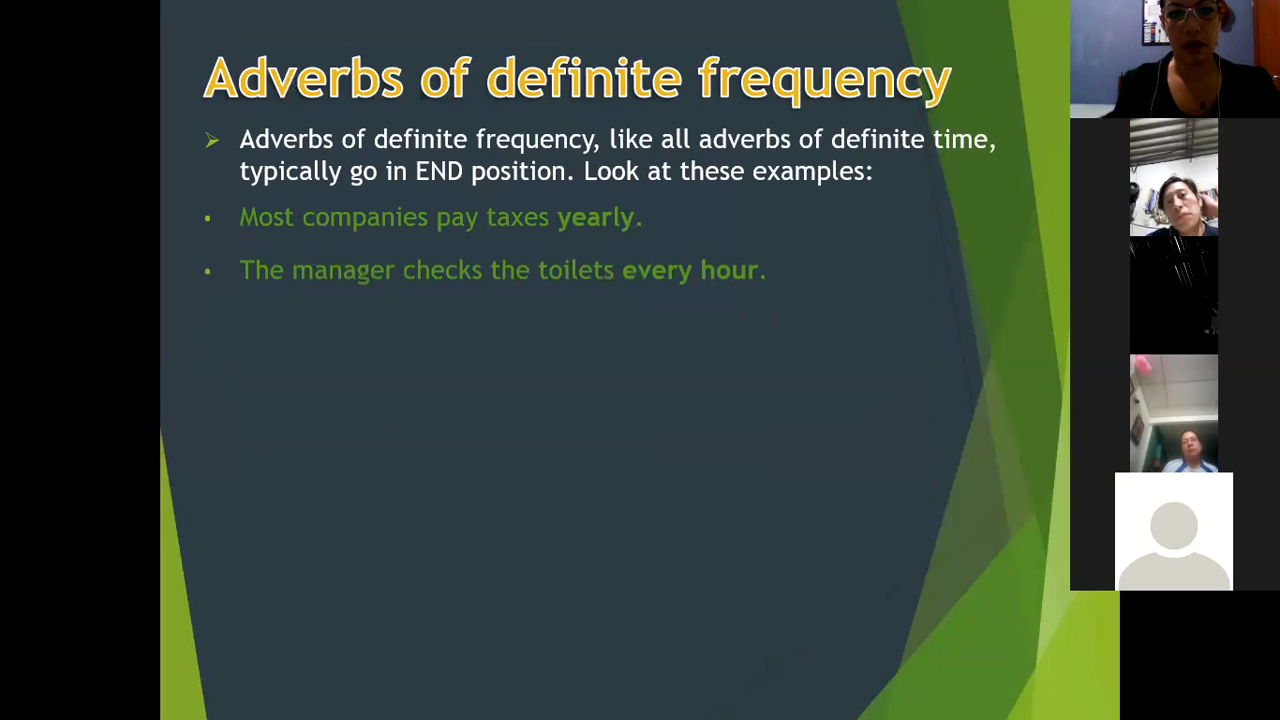 Adverbs of definite frequency
Adverbs of definite frequency, like all adverbs of definite time,
typically go in END position. Look at these examples:
Most companies pay taxes yearly.
The manager checks the toilets every hour.